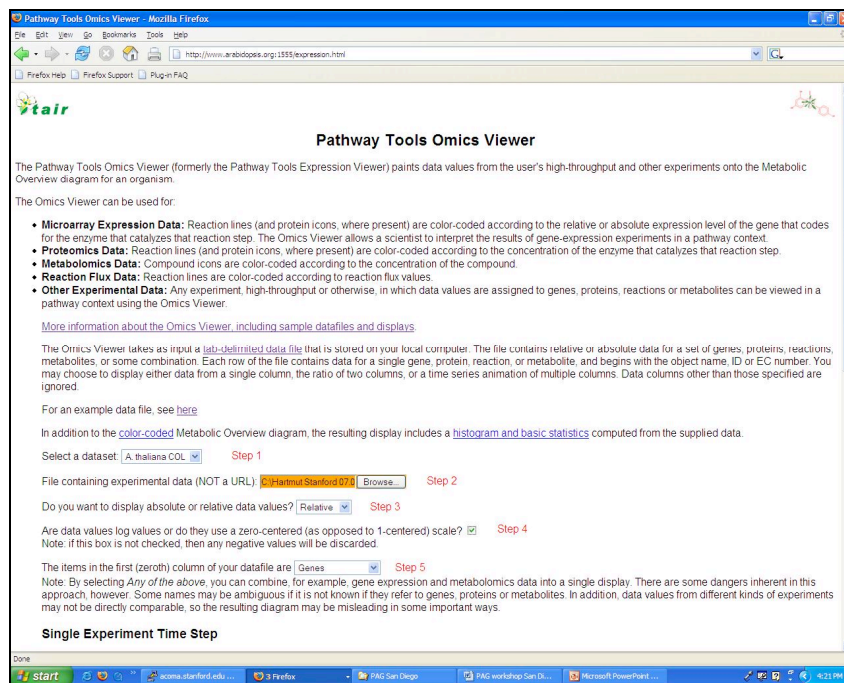 Pathway Tools Omics Viewer - Mozilla Firefox
File Edit View Go Bookmarks Tools Help
http://www.arabidopsis.org:1555/expression.html
Firefox Help Firefox Support Plug-in FAQ
tair
Pathway Tools Omics Viewer
The Pathway Tools Omics Viewer (formerly the Pathway Tools Expression Viewer) paints data values from the user's high-throughput and other experiments onto the Metabolic
Overview diagram for an organism.
The Omics Viewer can be used for:
Microarray Expression Data: Reaction lines (and protein icons, where present) are color-coded according to the relative or absolute expression level of the gene that codes
for the enzyme that catalyzes that reaction step. The Omics Viewer allows a scientist to interpret the results of gene-expression experiments in a pathway context.
Proteomics Data: Reaction lines (and protein icons, where present) are color-coded according to the concentration of the enzyme that catalyzes that reaction step.
Metabolomics Data: Compound icons are color-coded according to the concentration of the compound.
Reaction Flux Data: Reaction lines are color-coded according to reaction flux values.
Other Experimental Data: Any experiment, high-throughput or otherwise, in which data values are assigned to genes, proteins, reactions or metabolites can be viewed in a
pathway context using the Omics Viewer.
More information about the Omics Viewer, including sample datafiles and displays.
The Omics Viewer takes as input a tab-delimited data file that is stored on your local computer. The file contains relative or absolute data for a set of genes, proteins, reactions,
metabolites, or some combination. Each row of the file contains data for a single gene, protein, reaction, or metabolite, and begins with the object name, ID or EC number. You
may choose to display either data from a single column, the ratio of two columns, or a time series animation of multiple columns. Data columns other than those specified are
ignored.
For an example data file, see here
In addition to the color-coded Metabolic Overview diagram, the resulting display includes a histogram and basic statistics computed from the supplied data.
Select a dataset: A. thaliana COL Step 1
File containing experimental data (NOT a URL): C:\Hartmut Stanford 07.0 Browse... Step 2
Do you want to display absolute or relative data values? Relative Step 3
Are data values log values or do they use a zero-centered (as opposed to 1-centered) scale? Step 4
Note: if this box is not checked, then any negative values will be discarded.
The items in the first (zeroth) column of your datafile are Genes Step 5
Note: By selecting Any of the above, you can combine, for example, gene expression and metabolomics data into a single display. There are some dangers inherent in this
approach, however. Some names may be ambiguous if it is not known if they refer to genes, proteins or metabolites. In addition, data values from different kinds of experiments
may not be directly comparable, so the resulting diagram may be misleading in some important ways.
Single Experiment Time Step
Done
start acoma.stanford.edu ... 3 Firefox PAG San Diego PAG workshop San Di... Microsoft PowerPoint ... 4:21 PM